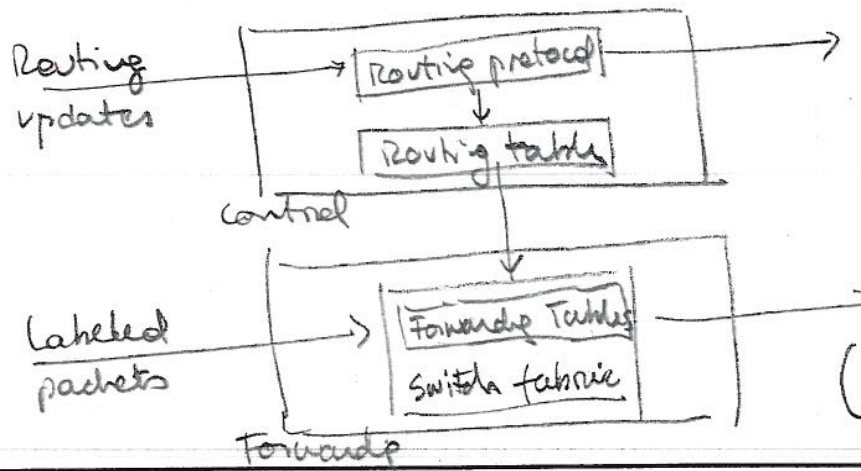 Routing
updates
Routing protocol
Routing table
Control
Labeled
packets
Forwarding Tables
Switch fabric
Forwarding